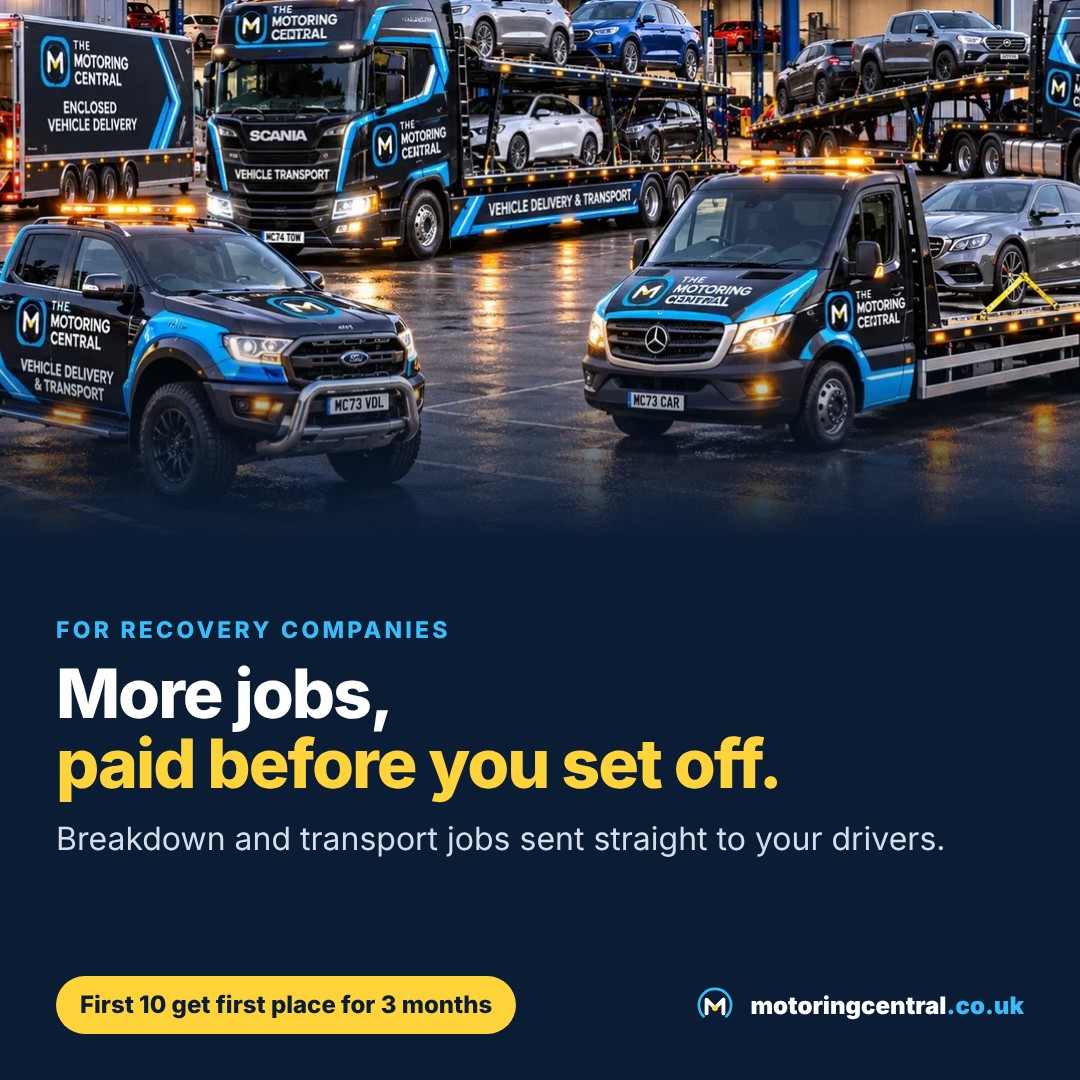 THE
MOTORING
CENTRAL
ENCLOSED
VEHICLE DELIVERY
THE
MOTORING
CENTRAL
SCANIA
VEHICLE TRANSPORT
MC74 TOW
THE
MOTORING
CENTRAL
VEHICLE DELIVERY & TRANSPORT
THE
MOTORING
CENTRAL
VEHICLE DELIVERY
& TRANSPORT
Ford
MC73 VDL
THE
MOTORING
CENTRAL
MC73 CAR
THE
MOTORING
CENTRAL
FOR RECOVERY COMPANIES
More jobs,
paid before you set off.
Breakdown and transport jobs sent straight to your drivers.
First 10 get first place for 3 months
M motoringcentral.co.uk